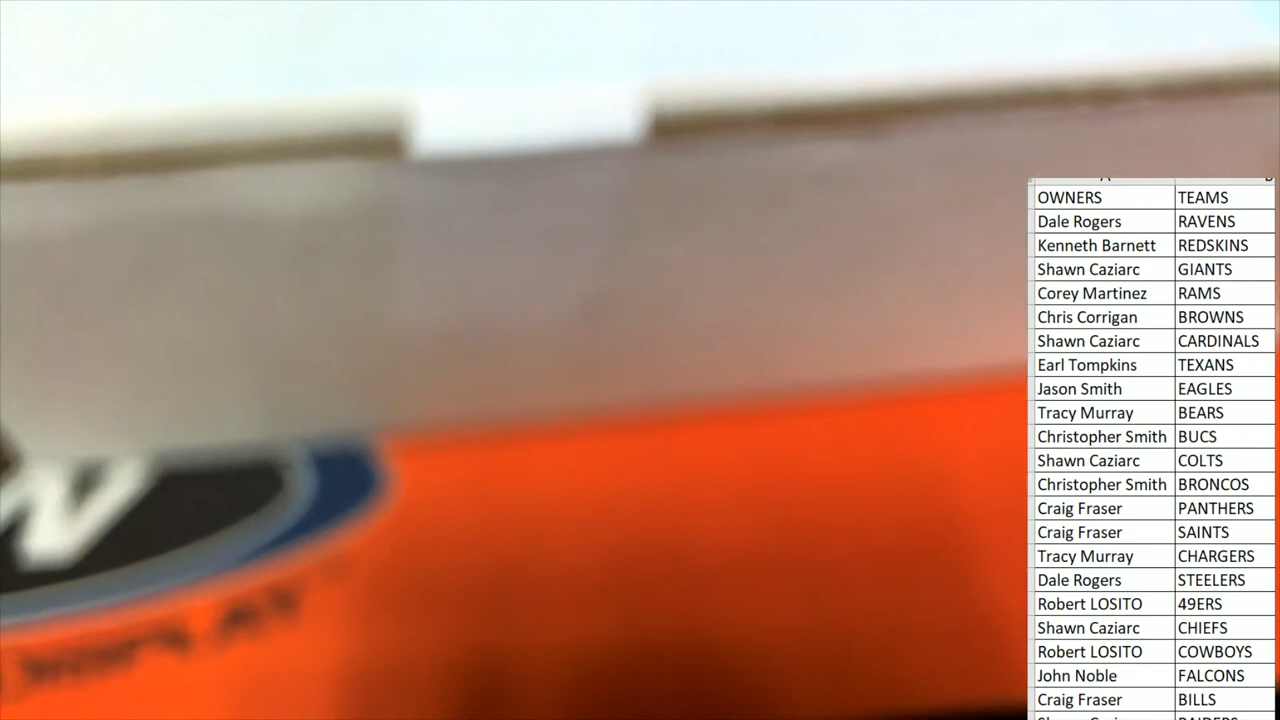 OWNERS TEAMS
Dale Rogers RAVENS
Kenneth Barnett REDSKINS
Shawn Caziarc GIANTS
Corey Martinez RAMS
Chris Corrigan BROWNS
Shawn Caziarc CARDINALS
Earl Tompkins TEXANS
Jason Smith EAGLES
Tracy Murray BEARS
Christopher Smith BUCS
Shawn Caziarc COLTS
Christopher Smith BRONCOS
Craig Fraser PANTHERS
Craig Fraser SAINTS
Tracy Murray CHARGERS
Dale Rogers STEELERS
Robert LOSITO 49ERS
Shawn Caziarc CHIEFS
Robert LOSITO COWBOYS
John Noble FALCONS
Craig Fraser BILLS